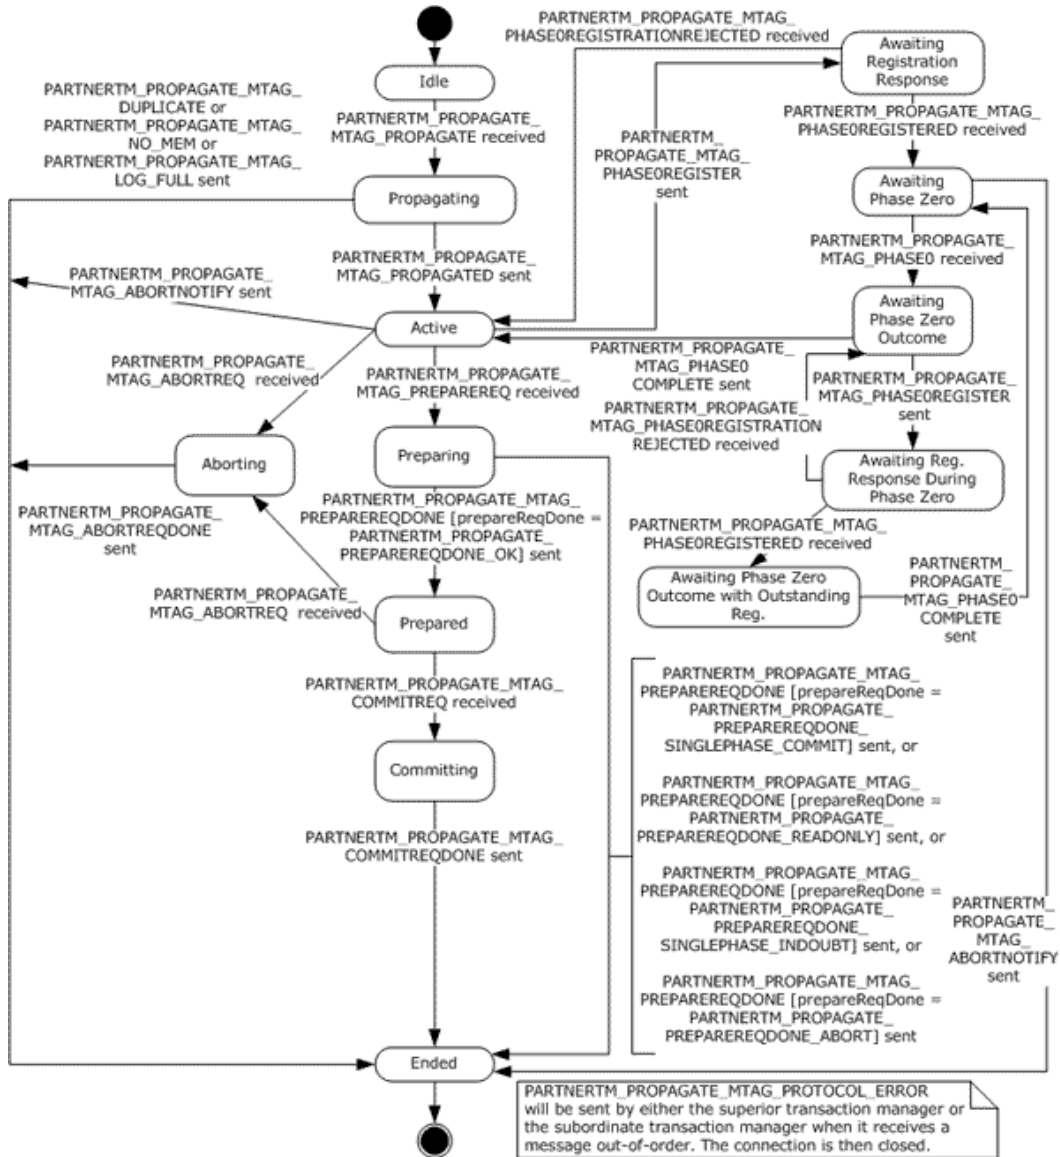 PARTNERTM_PROPAGATE_MTAG_
PHASE0REGISTRATIONREJECTED received
Awaiting
Registration
Response
Idle
PARTNERTM_PROPAGATE_MTAG_
DUPLICATE or
PARTNERTM_PROPAGATE_MTAG_
NO_MEM or
PARTNERTM_PROPAGATE_MTAG_
LOG_FULL sent
PARTNERTM_PROPAGATE_
MTAG_PROPAGATE received
PARTNERTM_
PROPAGATE_MTAG_
PHASE0REGISTER
sent
PARTNERTM_PROPAGATE_MTAG_
PHASE0REGISTERED received
Propagating
Awaiting
Phase Zero
PARTNERTM_PROPAGATE_
MTAG_PROPAGATED sent
PARTNERTM_PROPAGATE_
MTAG_PHASE0 received
PARTNERTM_PROPAGATE_
MTAG_ABORTNOTIFY sent
Active
Awaiting
Phase Zero
Outcome
PARTNERTM_PROPAGATE_
MTAG_ABORTREQ received
PARTNERTM_PROPAGATE_
MTAG_PREPAREREQ received
PARTNERTM_PROPAGATE_
MTAG_PHASE0
COMPLETE sent
PARTNERTM_PROPAGATE_
MTAG_PHASE0REGISTER
sent
PARTNERTM_PROPAGATE_
MTAG_PHASE0REGISTRATION
REJECTED received
Aborting
Preparing
Awaiting Reg.
Response During
Phase Zero
PARTNERTM_PROPAGATE_
MTAG_ABORTREQDONE
sent
PARTNERTM_PROPAGATE_MTAG_
PREPAREREQDONE [prepareReqDone =
PARTNERTM_PROPAGATE_
PREPAREREQDONE_OK] sent
PARTNERTM_PROPAGATE_MTAG_
PHASE0REGISTERED received
Awaiting Phase Zero
Outcome with Outstanding
Reg.
PARTNERTM_
PROPAGATE_
MTAG_PHASE0
COMPLETE
sent
PARTNERTM_PROPAGATE_
MTAG_ABORTREQ received
Prepared
PARTNERTM_PROPAGATE_MTAG_
COMMITREQ received
PARTNERTM_PROPAGATE_MTAG_
PREPAREREQDONE [prepareReqDone =
PARTNERTM_PROPAGATE_
PREPAREREQDONE_
SINGLEPHASE_COMMIT] sent, or
Committing
PARTNERTM_PROPAGATE_MTAG_
PREPAREREQDONE [prepareReqDone =
PARTNERTM_PROPAGATE_
PREPAREREQDONE_READONLY] sent, or
PARTNERTM_PROPAGATE_MTAG_
COMMITREQDONE sent
PARTNERTM_PROPAGATE_MTAG_
PREPAREREQDONE [prepareReqDone =
PARTNERTM_PROPAGATE_
PREPAREREQDONE_
SINGLEPHASE_INDOUBT] sent, or
PARTNERTM_
PROPAGATE_
MTAG_
ABORTNOTIFY
sent
PARTNERTM_PROPAGATE_MTAG_
PREPAREREQDONE [prepareReqDone =
PARTNERTM_PROPAGATE_
PREPAREREQDONE_ABORT] sent
Ended
PARTNERTM_PROPAGATE_MTAG_PROTOCOL_ERROR
will be sent by either the superior transaction manager or
the subordinate transaction manager when it receives a
message out-of-order. The connection is then closed.